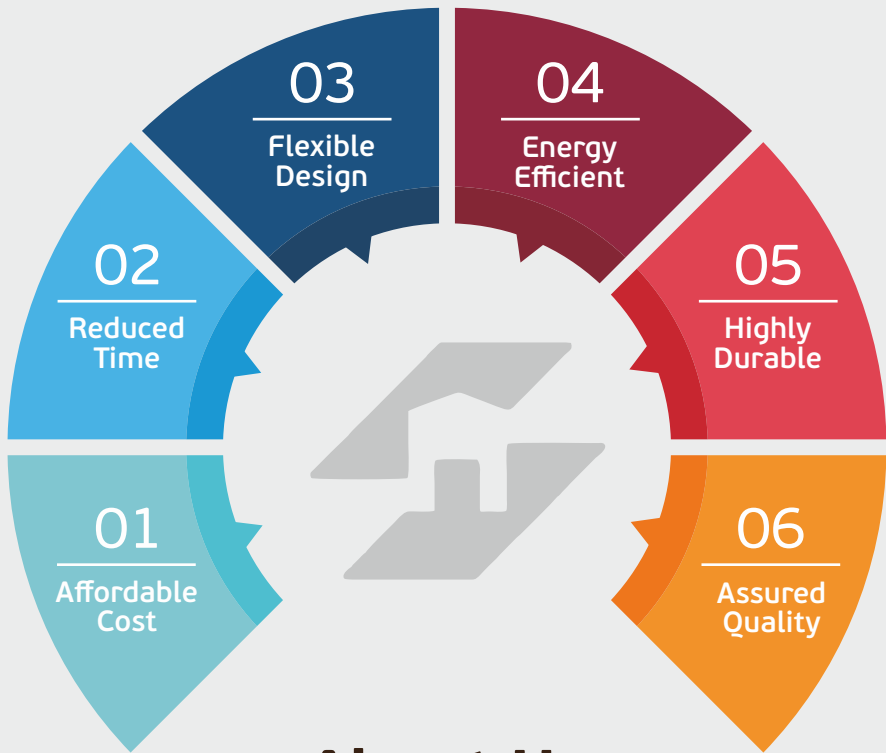 01
Affordable
Cost
02
Reduced
Time
03
Flexible
Design
04
Energy
Efficient
05
Highly
Durable
06
Assured
Quality